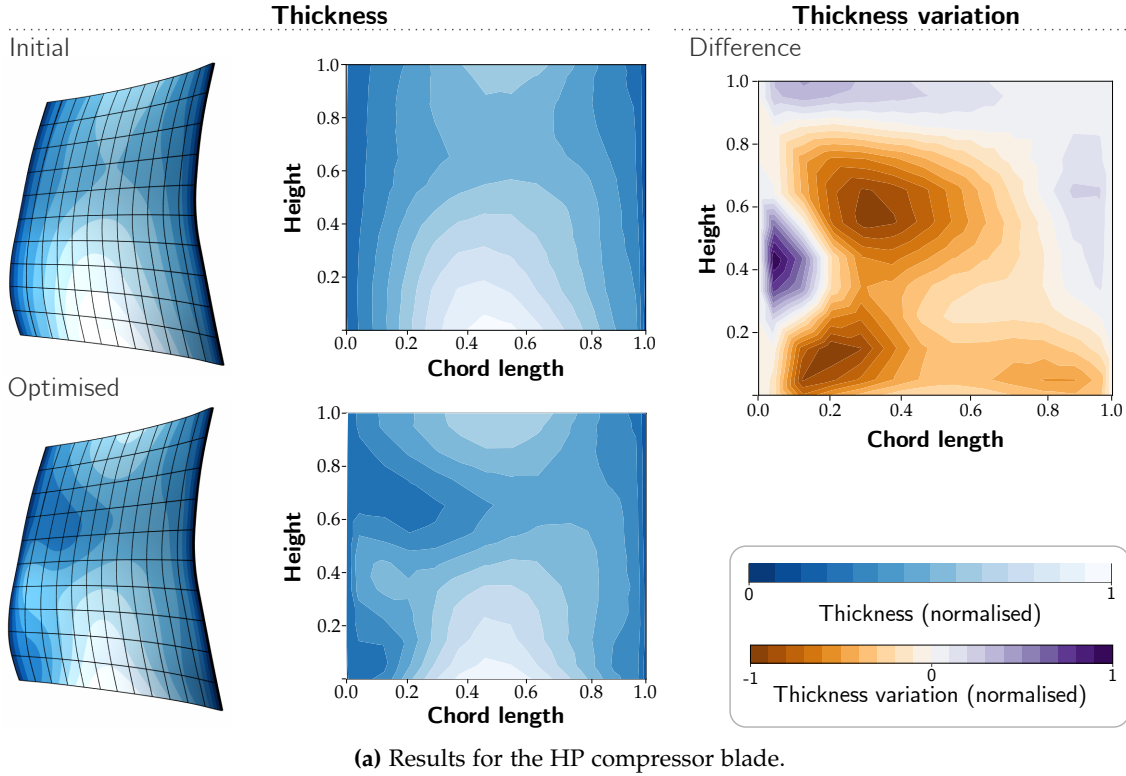 Thickness
Thickness variation
Initial
Difference
1.0
0.8
0.6
0.4
0.2
Height
0.0 0.2 0.4 0.6 0.8 1.0
Chord length
1.0
0.8
0.6
0.4
0.2
Height
0.0 0.2 0.4 0.6 0.8 1.0
Chord length
Optimised
1.0
0.8
0.6
0.4
0.2
Height
0.0 0.2 0.4 0.6 0.8 1.0
Chord length
0 1
Thickness (normalised)
-1 0 1
Thickness variation (normalised)
(a) Results for the HP compressor blade.